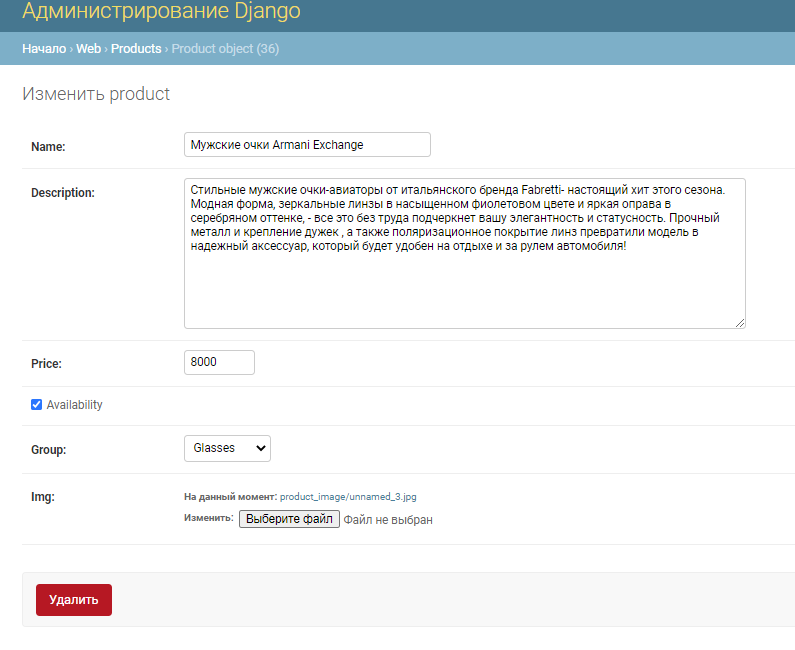 Администрирование Django
Начало › Web › Products › Product object (36)
Изменить product
Name: Мужские очки Armani Exchange
Description: Стильные мужские очки-авиаторы от итальянского бренда Fabretti- настоящий хит этого сезона.
Модная форма, зеркальные линзы в насыщенном фиолетовом цвете и яркая оправа в
серебряном оттенке, - все это без труда подчеркнет вашу элегантность и статусность. Прочный
металл и крепление дужек , а также поляризационное покрытие линз превратили модель в
надежный аксессуар, который будет удобен на отдыхе и за рулем автомобиля!
Price: 8000
Availability
Group: Glasses
Img: На данный момент: product_image/unnamed_3.jpg
Изменить: Выберите файл Файл не выбран
Удалить